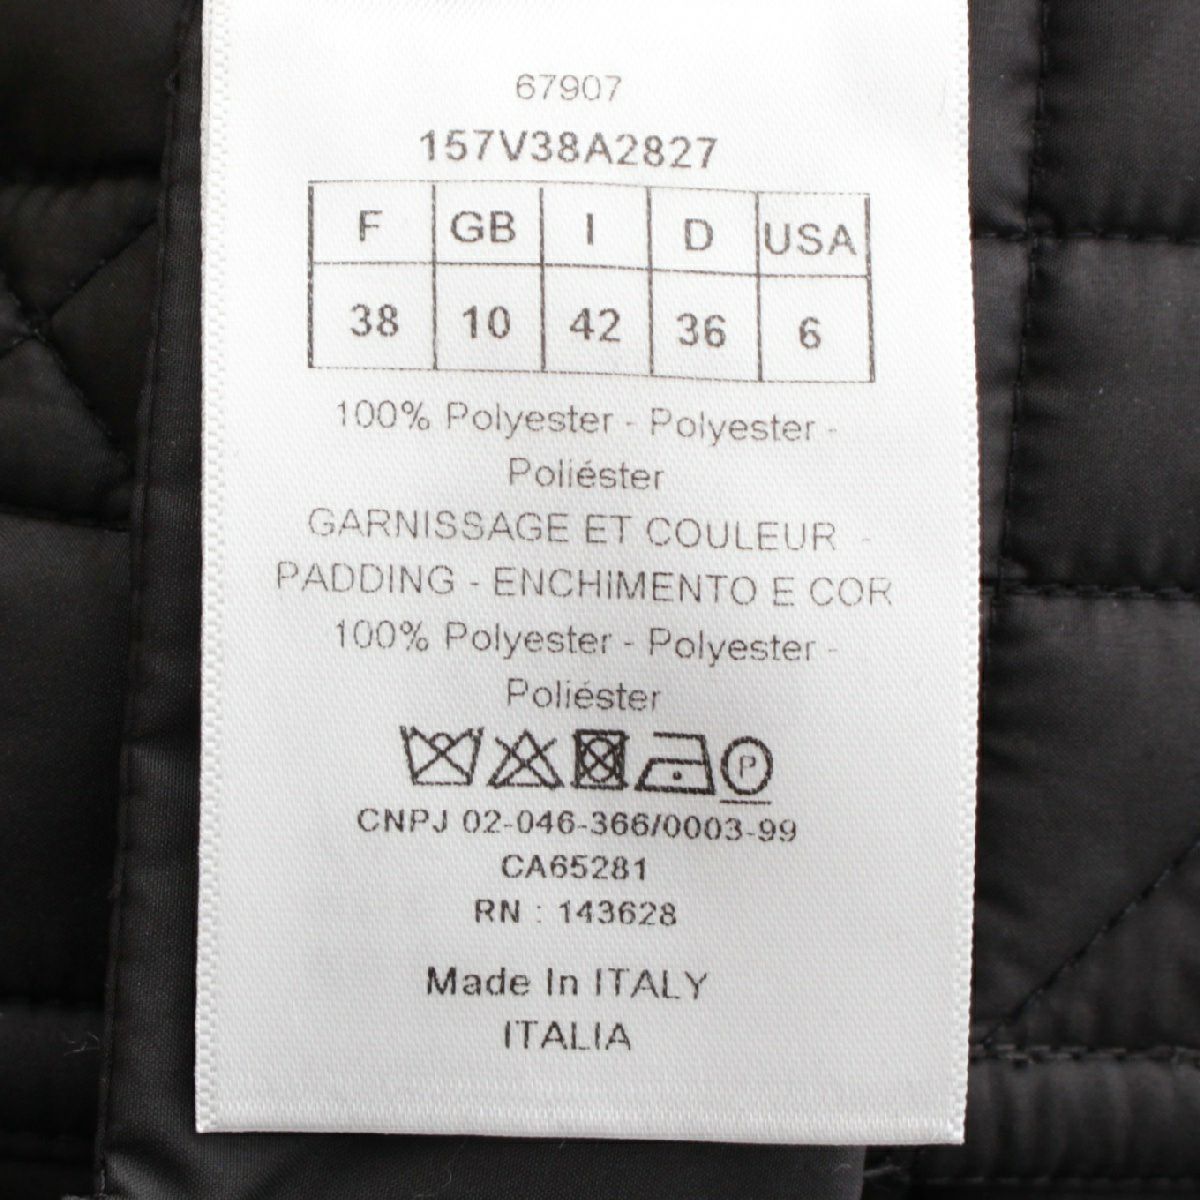 67907
157V38A2827
F GB I D USA
38 10 42 36 6
100% Polyester - Polyester -
Poliéster
GARNISSAGE ET COULEUR -
PADDING - ENCHIMENTO E COR
100% Polyester - Polyester -
Poliéster
P
CNPJ 02-046-366/0003-99
CA65281
RN : 143628
Made In ITALY
ITALIA